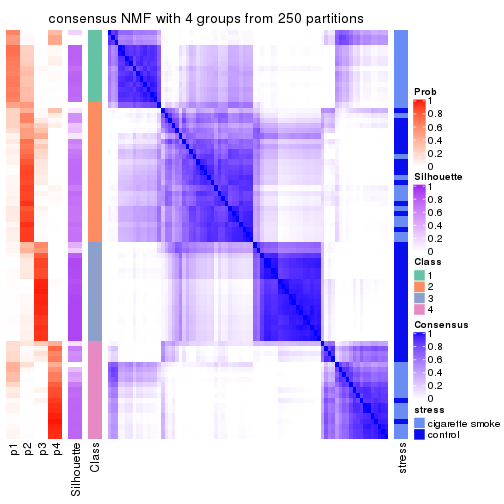 consensus NMF with 4 groups from 250 partitions
Prob
1
0.8
0.6
0.4
0.2
0
Silhouette
1
0.8
0.6
0.4
0.2
0
Class
1
2
3
4
Consensus
1
0.8
0.6
0.4
0.2
0
stress
cigarette smoke
control
p1
p2
p3
p4
Silhouette
Class
stress